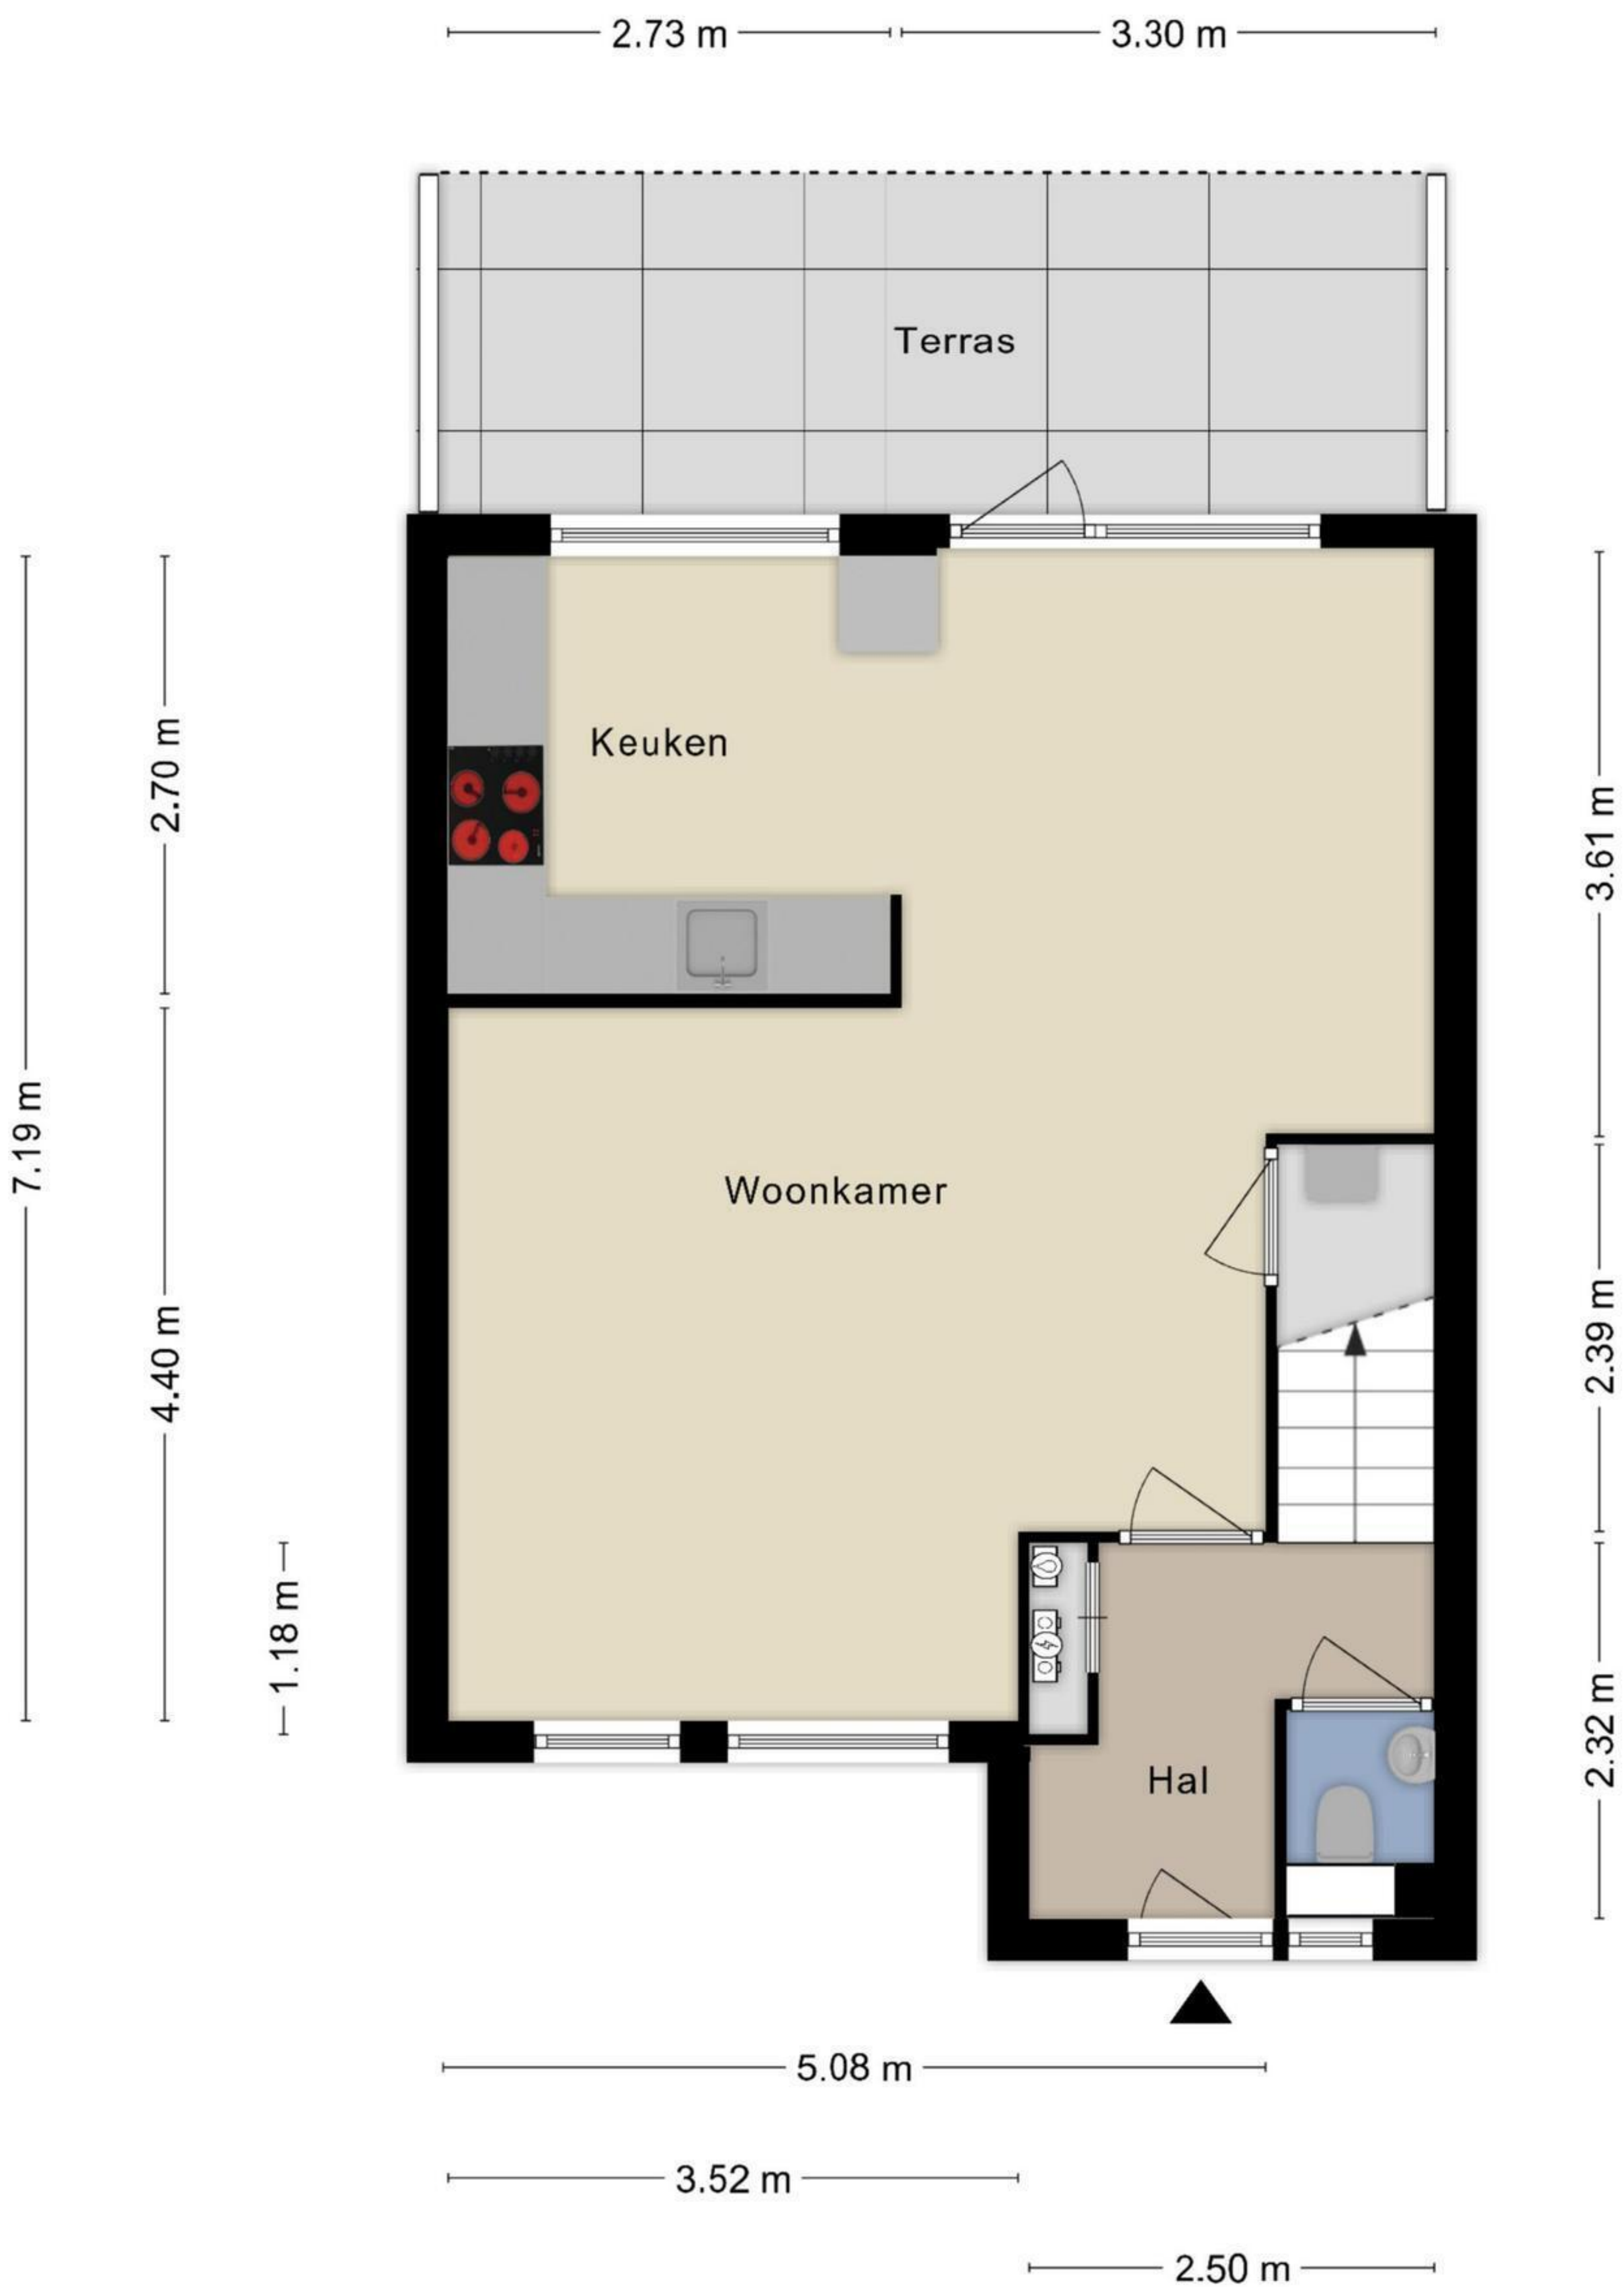 2.73 m
3.30 m
Terras
Keuken
2.70 m
3.61 m
7.19 m
Woonkamer
4.40 m
2.39 m
1.18 m
2.32 m
Hal
5.08 m
3.52 m
2.50 m